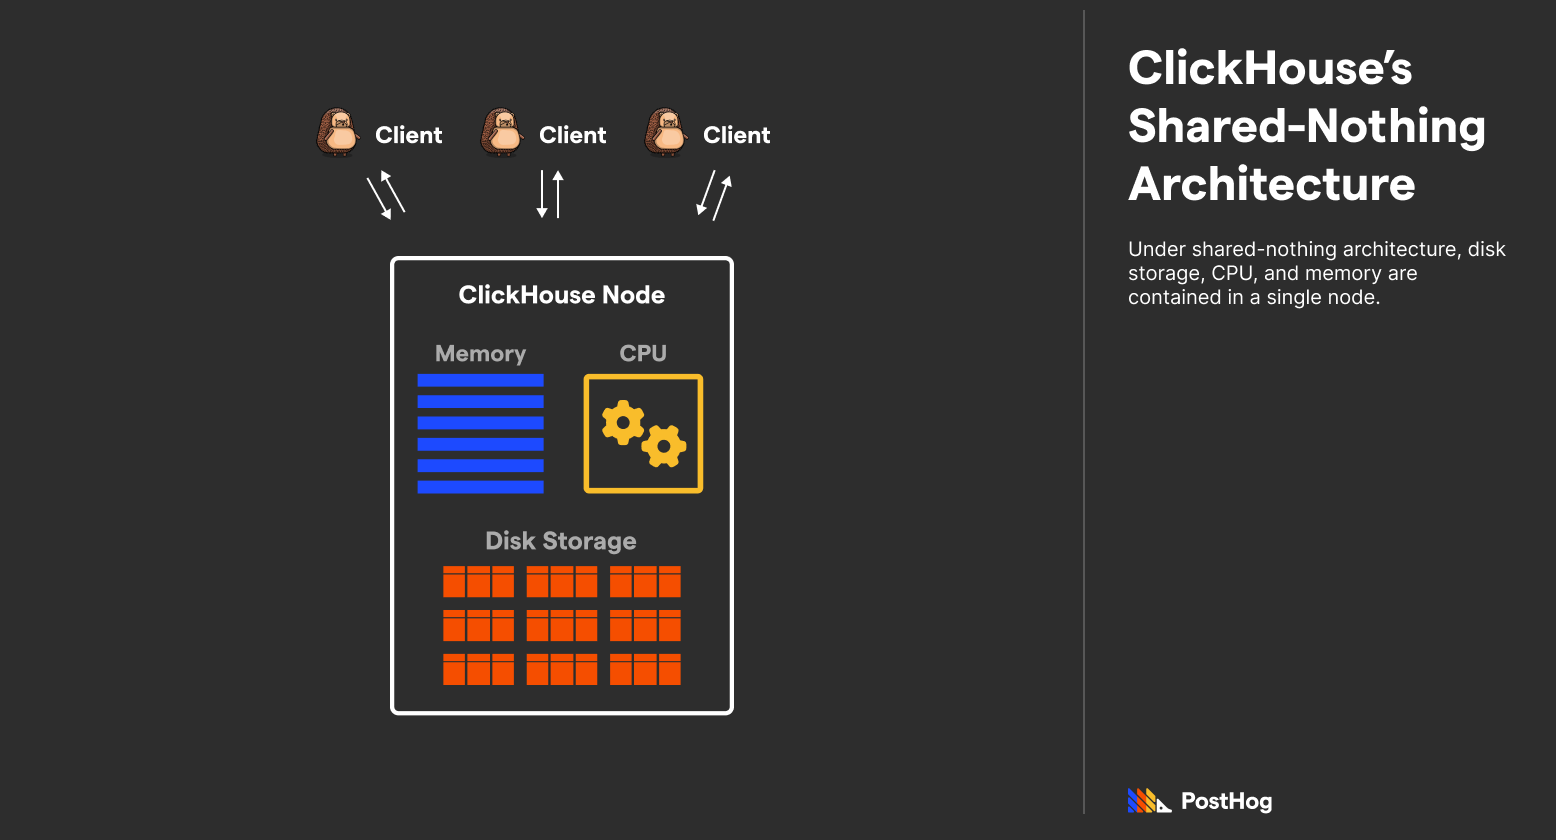 Client
Client
Client
ClickHouse Node
Memory
CPU
Disk Storage
ClickHouse’s
Shared-Nothing
Architecture
Under shared-nothing architecture, disk
storage, CPU, and memory are
contained in a single node.
PostHog